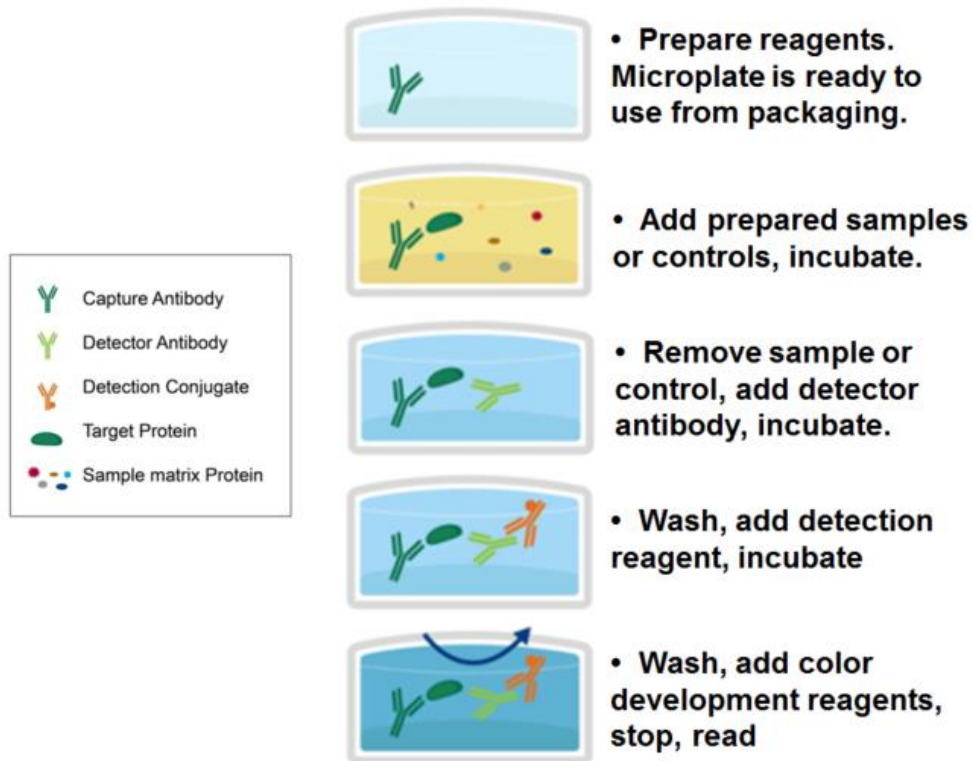 • Prepare reagents.
Microplate is ready to
use from packaging.
• Add prepared samples
or controls, incubate.
Capture Antibody
Detector Antibody
Detection Conjugate
Target Protein
Sample matrix Protein
• Remove sample or
control, add detector
antibody, incubate.
• Wash, add detection
reagent, incubate
• Wash, add color
development reagents,
stop, read